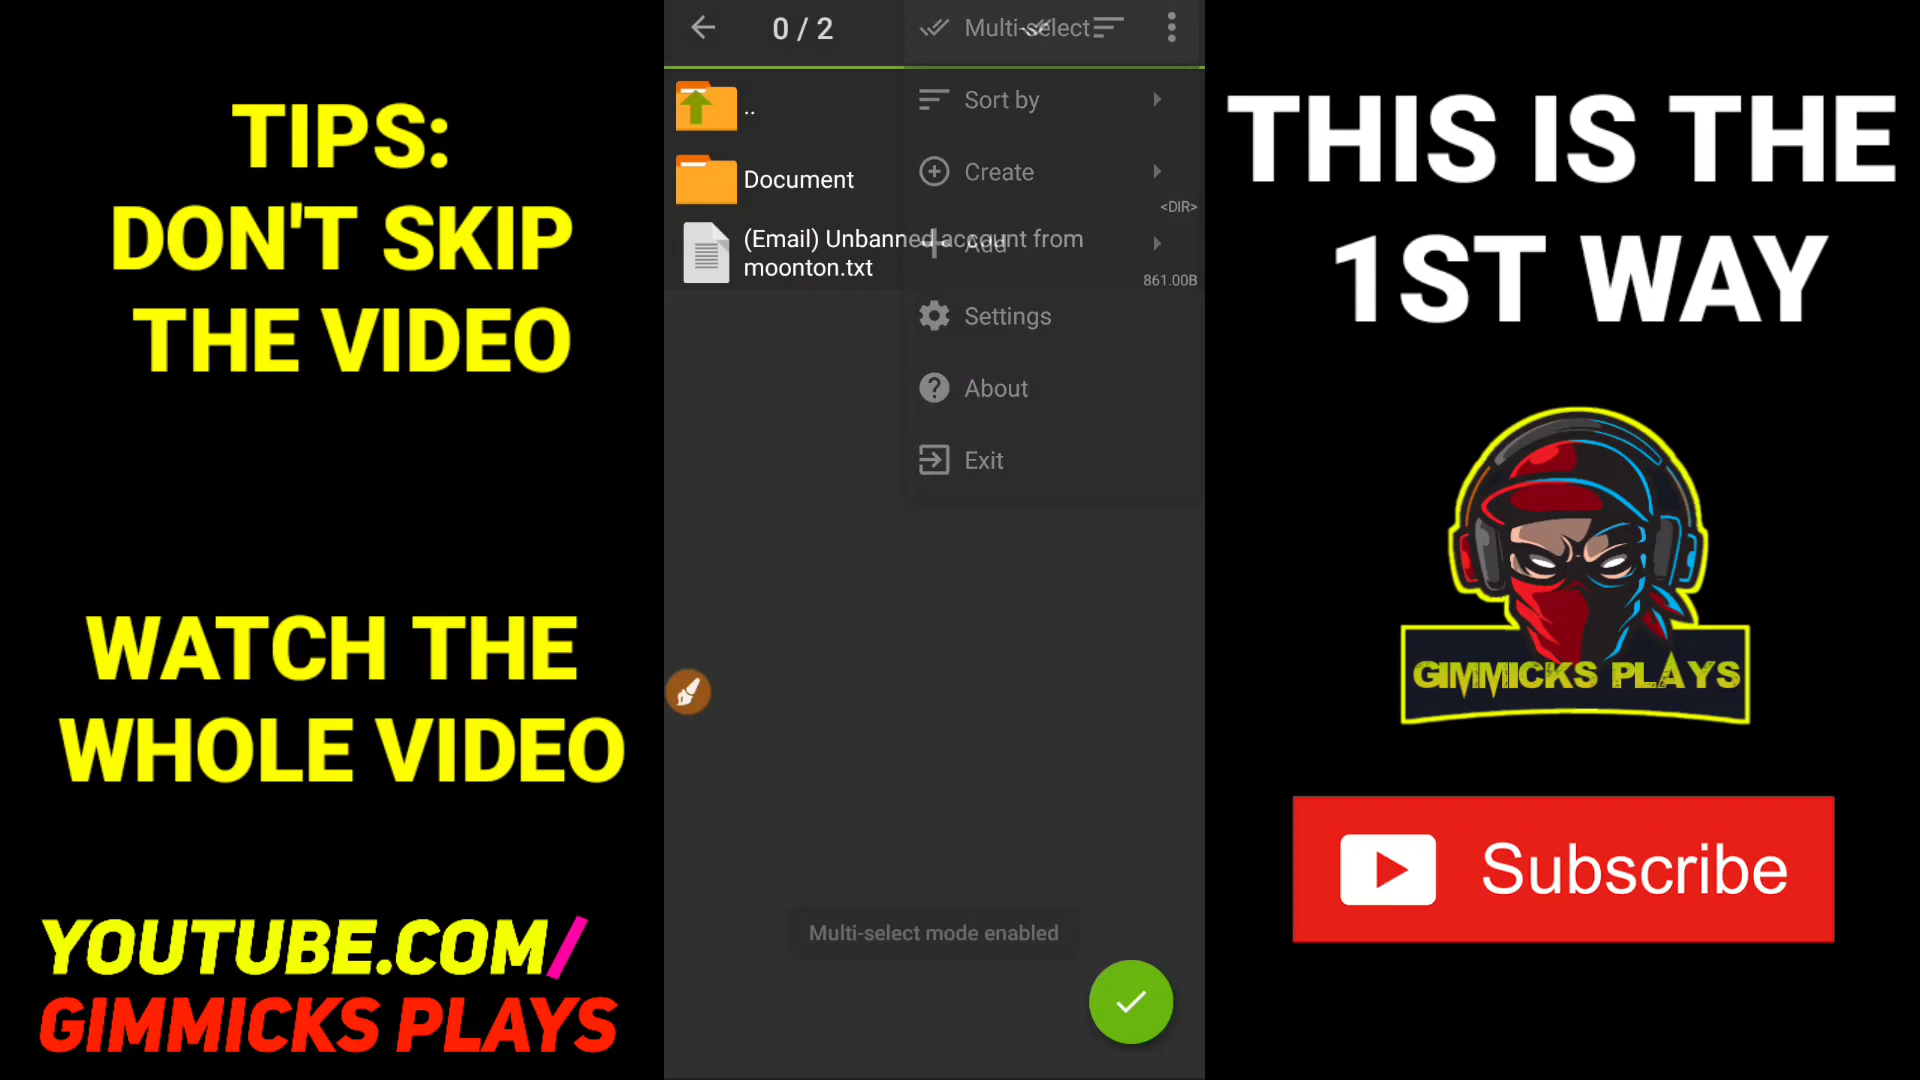 TIPS:
DON'T SKIP
THE VIDEO
WATCH THE
WHOLE VIDEO
YOUTUBE.COM/
GIMMICKS PLAYS
0 / 2
Multi-select
..
Sort by
Document
Create
<DIR>
(Email) Unbanned account from
moonton.txt
Add
861.00B
Settings
About
Exit
Multi-select mode enabled
THIS IS THE
1ST WAY
GIMMICKS PLAYS
Subscribe